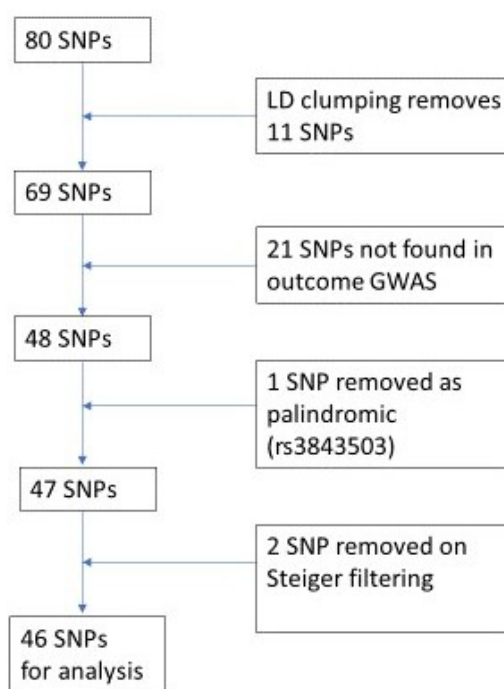 80 SNPs
LD clumping removes
11 SNPs
69 SNPs
21 SNPs not found in
outcome GWAS
48 SNPs
1 SNP removed as
palindromic
(rs3843503)
47 SNPs
2 SNP removed on
Steiger filtering
46 SNPs
for analysis